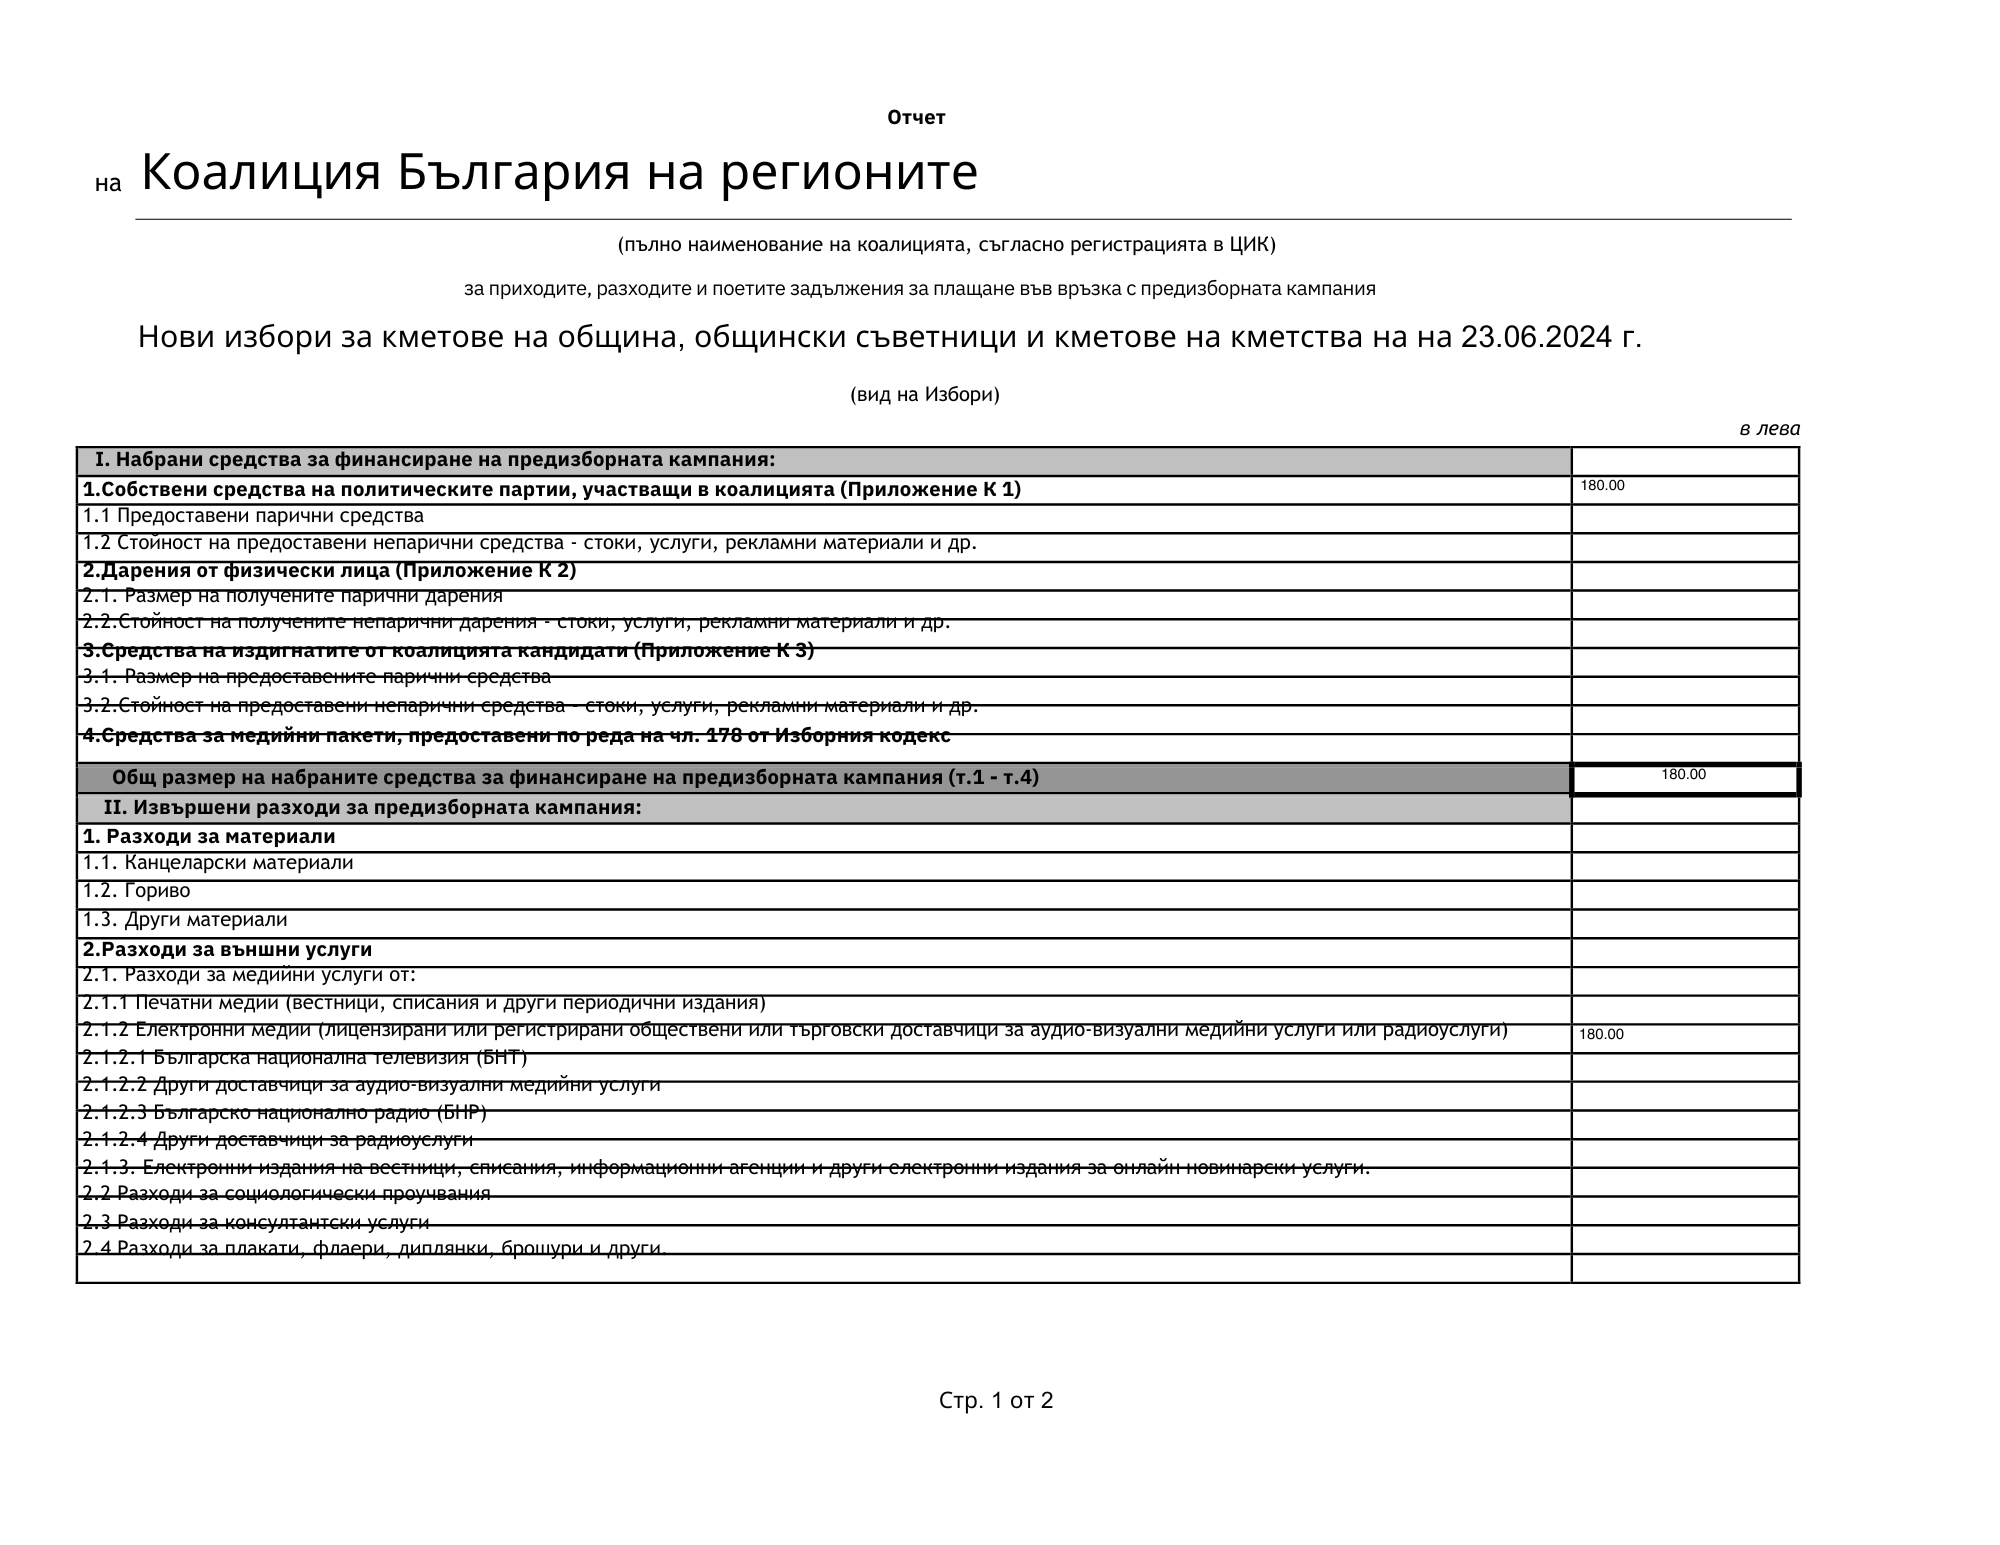 Отчет
на Коалиция България на регионите
(пълно наименование на коалицията, съгласно регистрацията в ЦИК)
за приходите, разходите и поетите задължения за плащане във връзка с предизборната кампания
Нови избори за кметове на община, общински съветници и кметове на кметства на на 23.06.2024 г.
(вид на Избори)
в лева
I. Набрани средства за финансиране на предизборната кампания:
1.Собствени средства на политическите партии, участващи в коалицията (Приложение К 1) 180.00
1.1 Предоставени парични средства
1.2 Стойност на предоставени непарични средства - стоки, услуги, рекламни материали и др.
2.Дарения от физически лица (Приложение К 2)
2.1. Размер на получените парични дарения
2.2.Стойност на получените непарични дарения - стоки, услуги, рекламни материали и др.
3.Средства на издигнатите от коалицията кандидати (Приложение К 3)
3.1. Размер на предоставените парични средства
3.2.Стойност на предоставени непарични средства - стоки, услуги, рекламни материали и др.
4.Средства за медийни пакети, предоставени по реда на чл. 178 от Изборния кодекс
Общ размер на набраните средства за финансиране на предизборната кампания (т.1 - т.4) 180.00
II. Извършени разходи за предизборната кампания:
1. Разходи за материали
1.1. Канцеларски материали
1.2. Гориво
1.3. Други материали
2.Разходи за външни услуги
2.1. Разходи за медийни услуги от:
2.1.1 Печатни медии (вестници, списания и други периодични издания)
2.1.2 Електронни медии (лицензирани или регистрирани обществени или търговски доставчици за аудио-визуални медийни услуги или радиоуслуги) 180.00
2.1.2.1 Българска национална телевизия (БНТ)
2.1.2.2 Други доставчици за аудио-визуални медийни услуги
2.1.2.3 Българско национално радио (БНР)
2.1.2.4 Други доставчици за радиоуслуги
2.1.3. Електронни издания на вестници, списания, информационни агенции и други електронни издания за онлайн новинарски услуги.
2.2 Разходи за социологически проучвания
2.3 Разходи за консултантски услуги
2.4 Разходи за плакати, флаери, диплянки, брошури и други.
Стр. 1 от 2